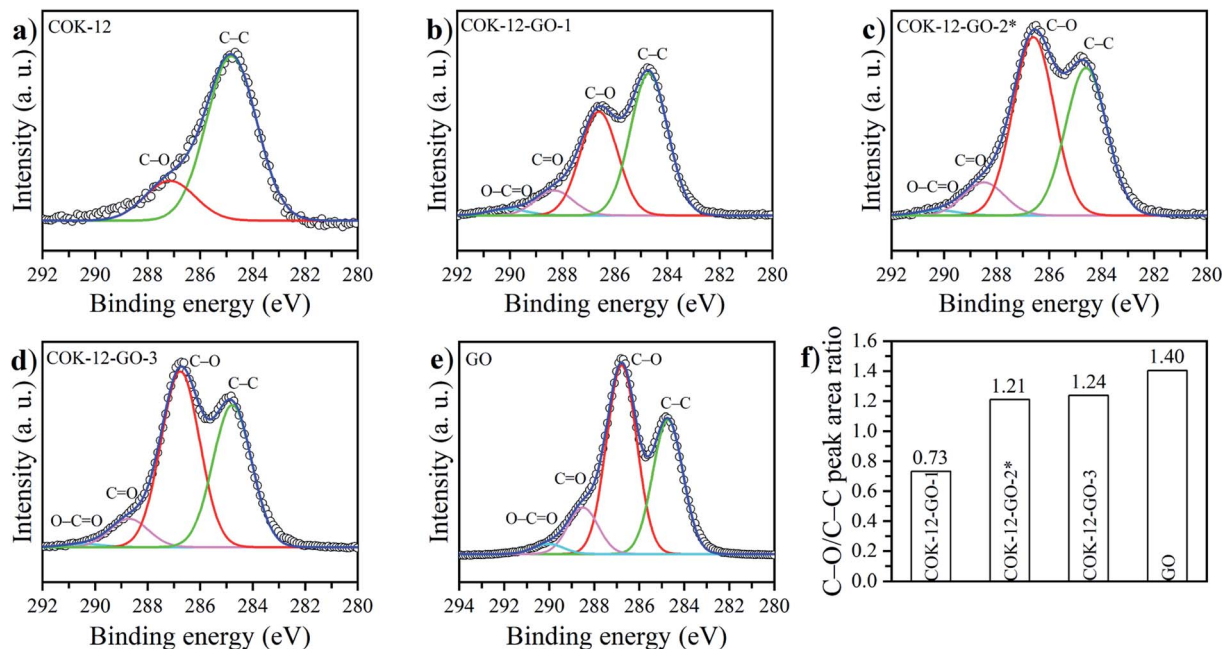 a) COK-12
C–C
C–O
Intensity (a. u.)
292 290 288 286 284 282 280
Binding energy (eV)
b) COK-12-GO-1
C–C
C–O
C=O
O–C=O
Intensity (a. u.)
292 290 288 286 284 282 280
Binding energy (eV)
c) COK-12-GO-2*
C–O
C–C
C=O
O–C=O
Intensity (a. u.)
292 290 288 286 284 282 280
Binding energy (eV)
d) COK-12-GO-3
C–O
C–C
C=O
O–C=O
Intensity (a. u.)
292 290 288 286 284 282 280
Binding energy (eV)
e) GO
C–O
C–C
C=O
O–C=O
Intensity (a. u.)
294 292 290 288 286 284 282 280
Binding energy (eV)
f)
C–O/C–C peak area ratio
1.6
1.4
1.2
1.0
0.8
0.6
0.4
0.2
0.0
0.73
1.21
1.24
1.40
COK-12-GO-1
COK-12-GO-2*
COK-12-GO-3
GO